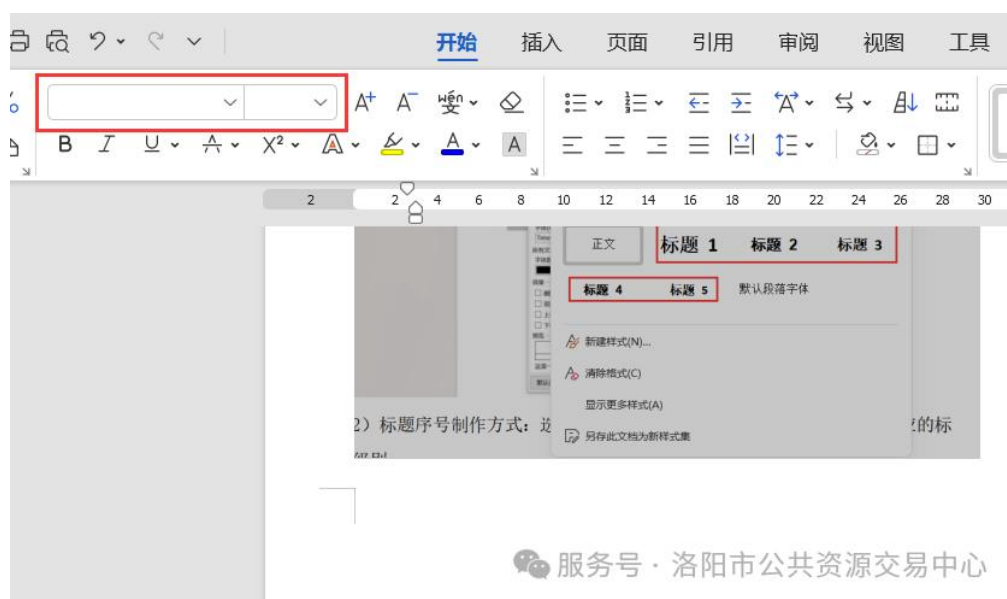 开始 插入 页面 引用 审阅 视图 工具
A+ A- wén 变
B I U A X² A A A
2 2 4 6 8 10 12 14 16 18 20 22 24 26 28 30
正文 标题 1 标题 2 标题 3
标题 4 标题 5 默认段落字体
新建样式(N)...
清除格式(C)
显示更多样式(A)
2）标题序号制作方式：选
的标
另存此文档为新样式集
服务号 · 洛阳市公共资源交易中心